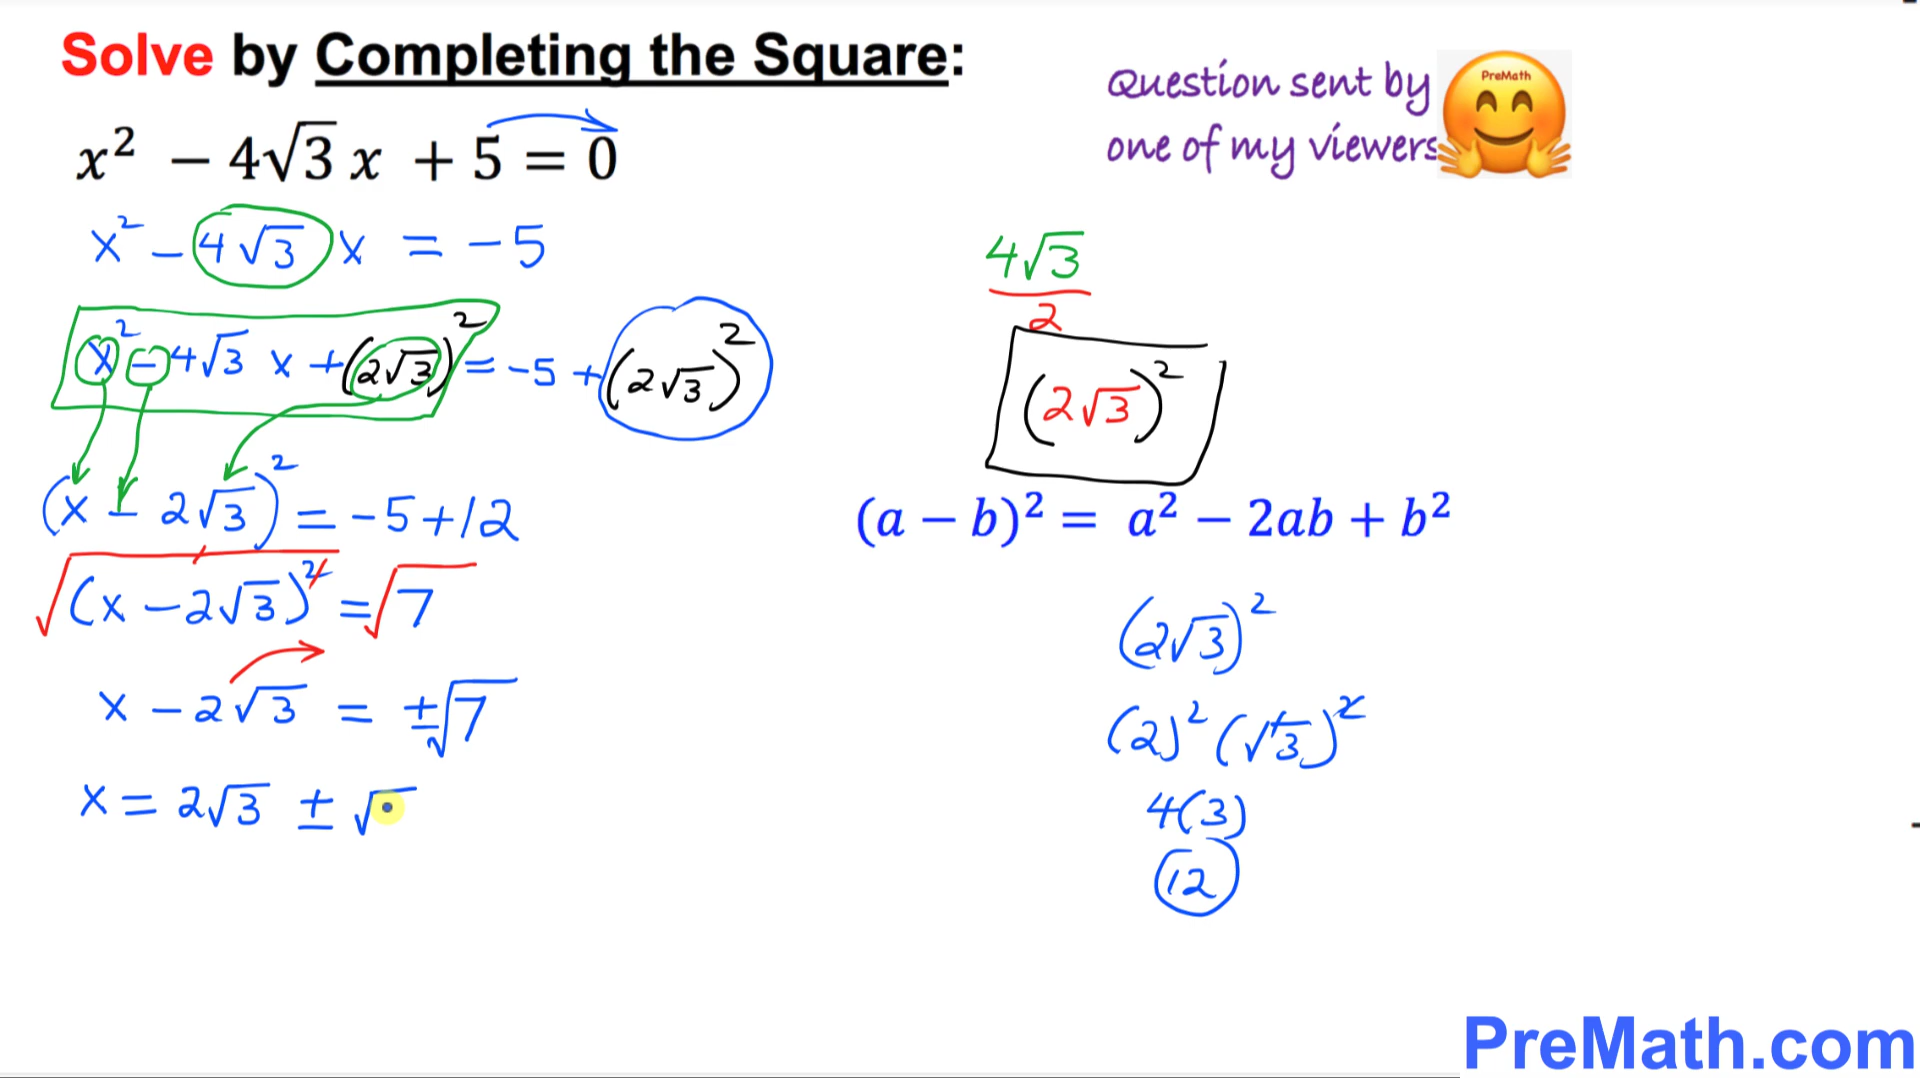 Solve by Completing the Square:
x² − 4√3 x + 5 = 0
x² − 4√3 x = −5
x² − 4√3 x + (2√3)² = −5 + (2√3)²
(x − 2√3)² = −5 + 12
√(x − 2√3)² = √7
x − 2√3 = ±√7
x = 2√3 ± √
Question sent by
one of my viewers
PreMath
4√3
2
(2√3)²
(a − b)² = a² − 2ab + b²
(2√3)²
(2)² (√3)²
4(3)
12
PreMath.com